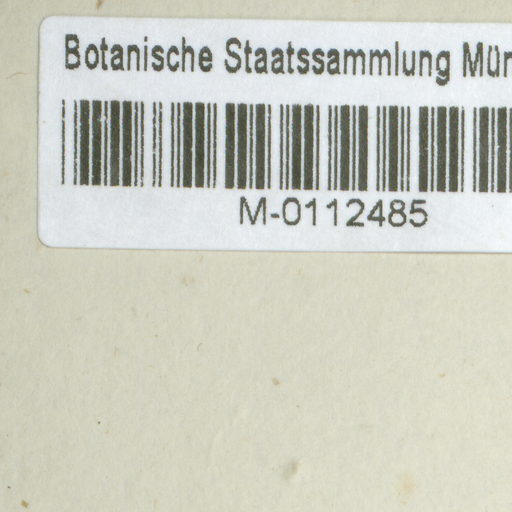 Botanische Staatssammlung Mün
M-0112485